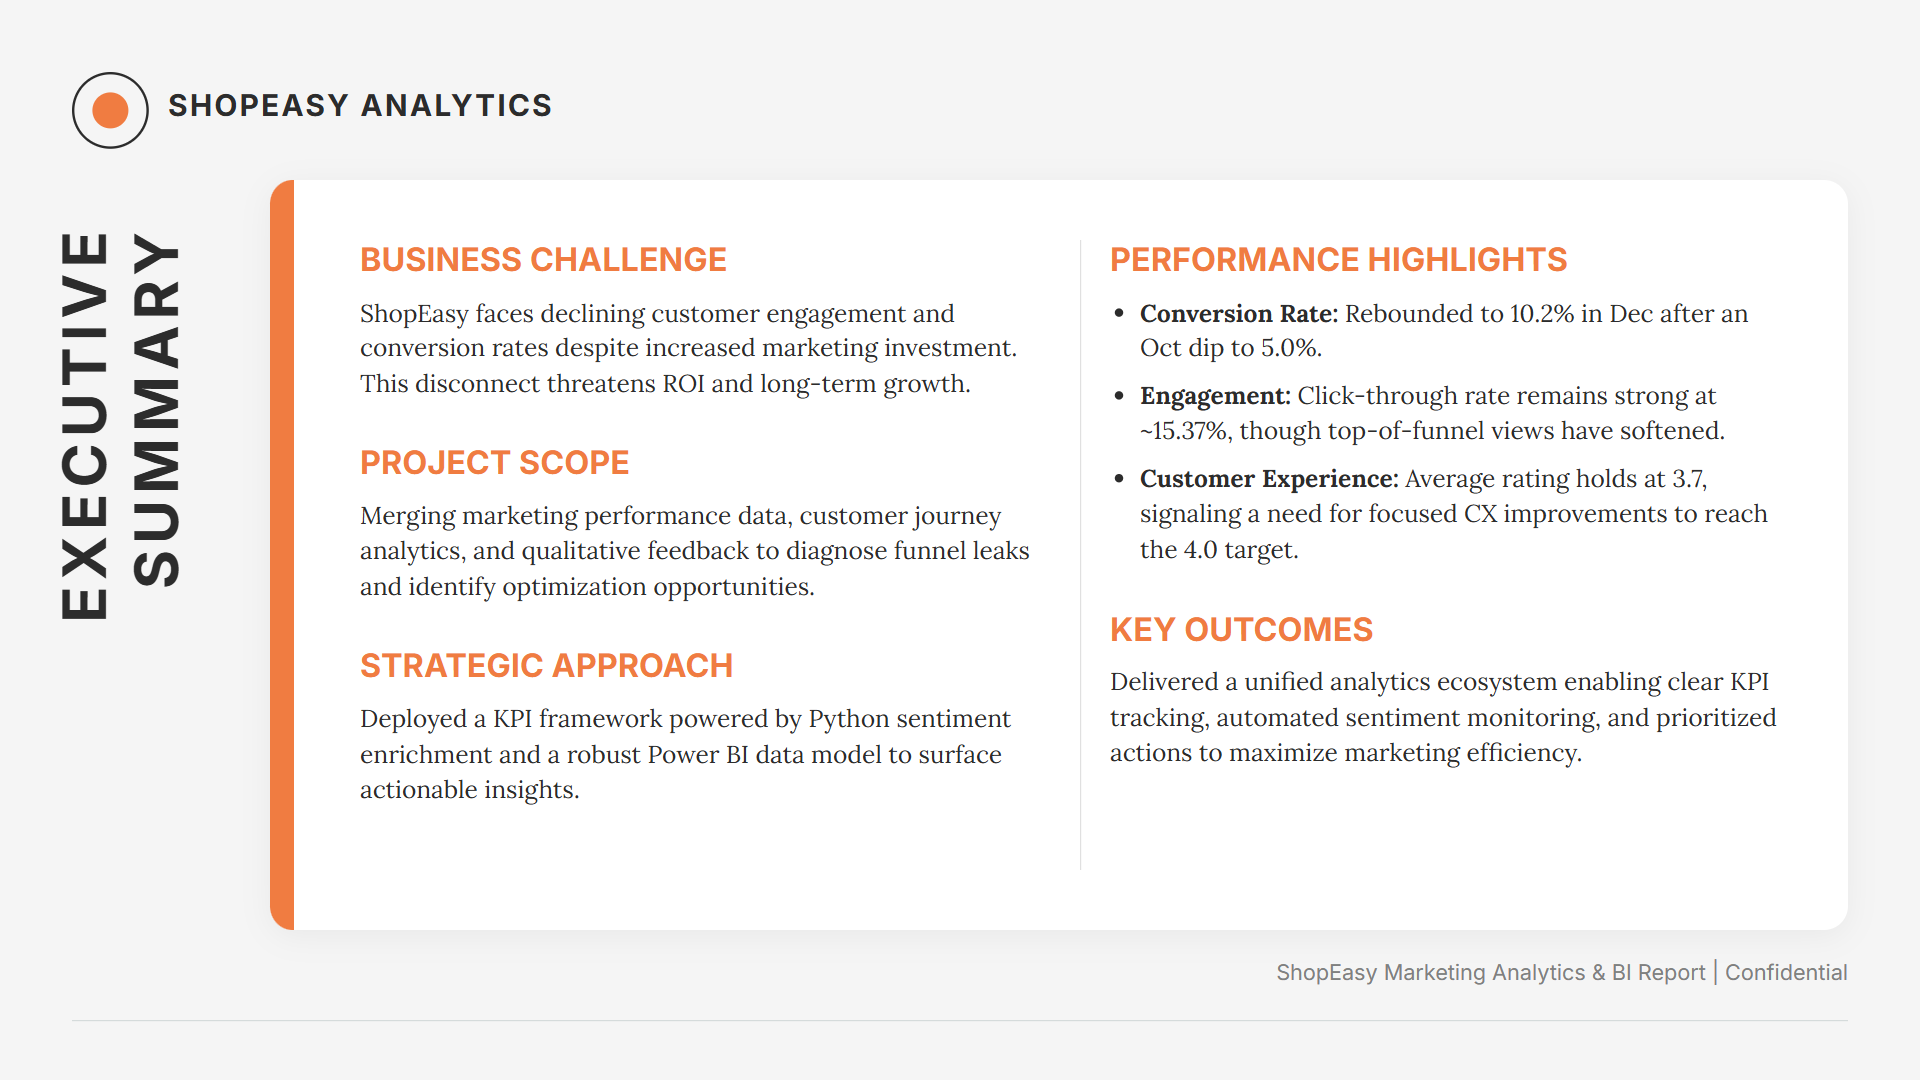 SHOPEASY ANALYTICS
EXECUTIVE
SUMMARY
BUSINESS CHALLENGE
ShopEasy faces declining customer engagement and
conversion rates despite increased marketing investment.
This disconnect threatens ROI and long-term growth.
PROJECT SCOPE
Merging marketing performance data, customer journey
analytics, and qualitative feedback to diagnose funnel leaks
and identify optimization opportunities.
STRATEGIC APPROACH
Deployed a KPI framework powered by Python sentiment
enrichment and a robust Power BI data model to surface
actionable insights.
PERFORMANCE HIGHLIGHTS
• Conversion Rate: Rebounded to 10.2% in Dec after an
Oct dip to 5.0%.
• Engagement: Click-through rate remains strong at
~15.37%, though top-of-funnel views have softened.
• Customer Experience: Average rating holds at 3.7,
signaling a need for focused CX improvements to reach
the 4.0 target.
KEY OUTCOMES
Delivered a unified analytics ecosystem enabling clear KPI
tracking, automated sentiment monitoring, and prioritized
actions to maximize marketing efficiency.
ShopEasy Marketing Analytics & BI Report | Confidential